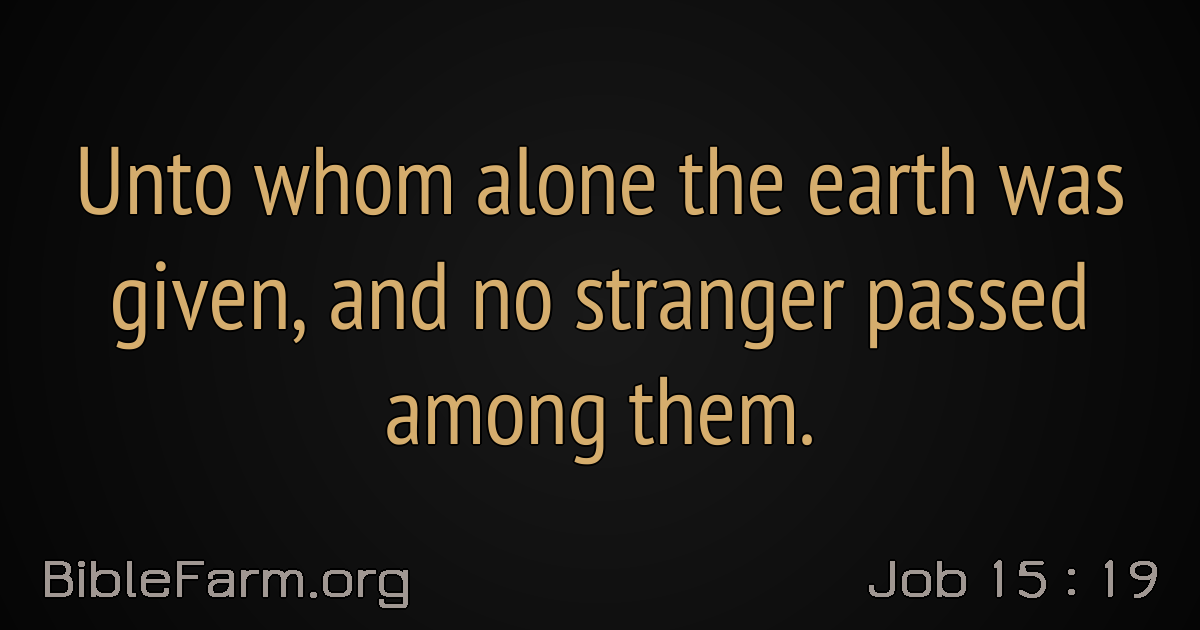 Unto whom alone the earth was
given, and no stranger passed
among them.
BibleFarm.org
Job 15 : 19